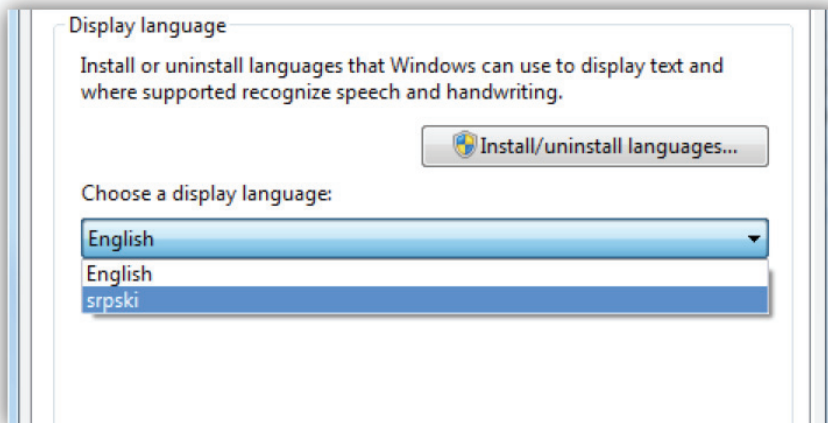 Display language
Install or uninstall languages that Windows can use to display text and
where supported recognize speech and handwriting.
Install/uninstall languages...
Choose a display language:
English
English
srpski